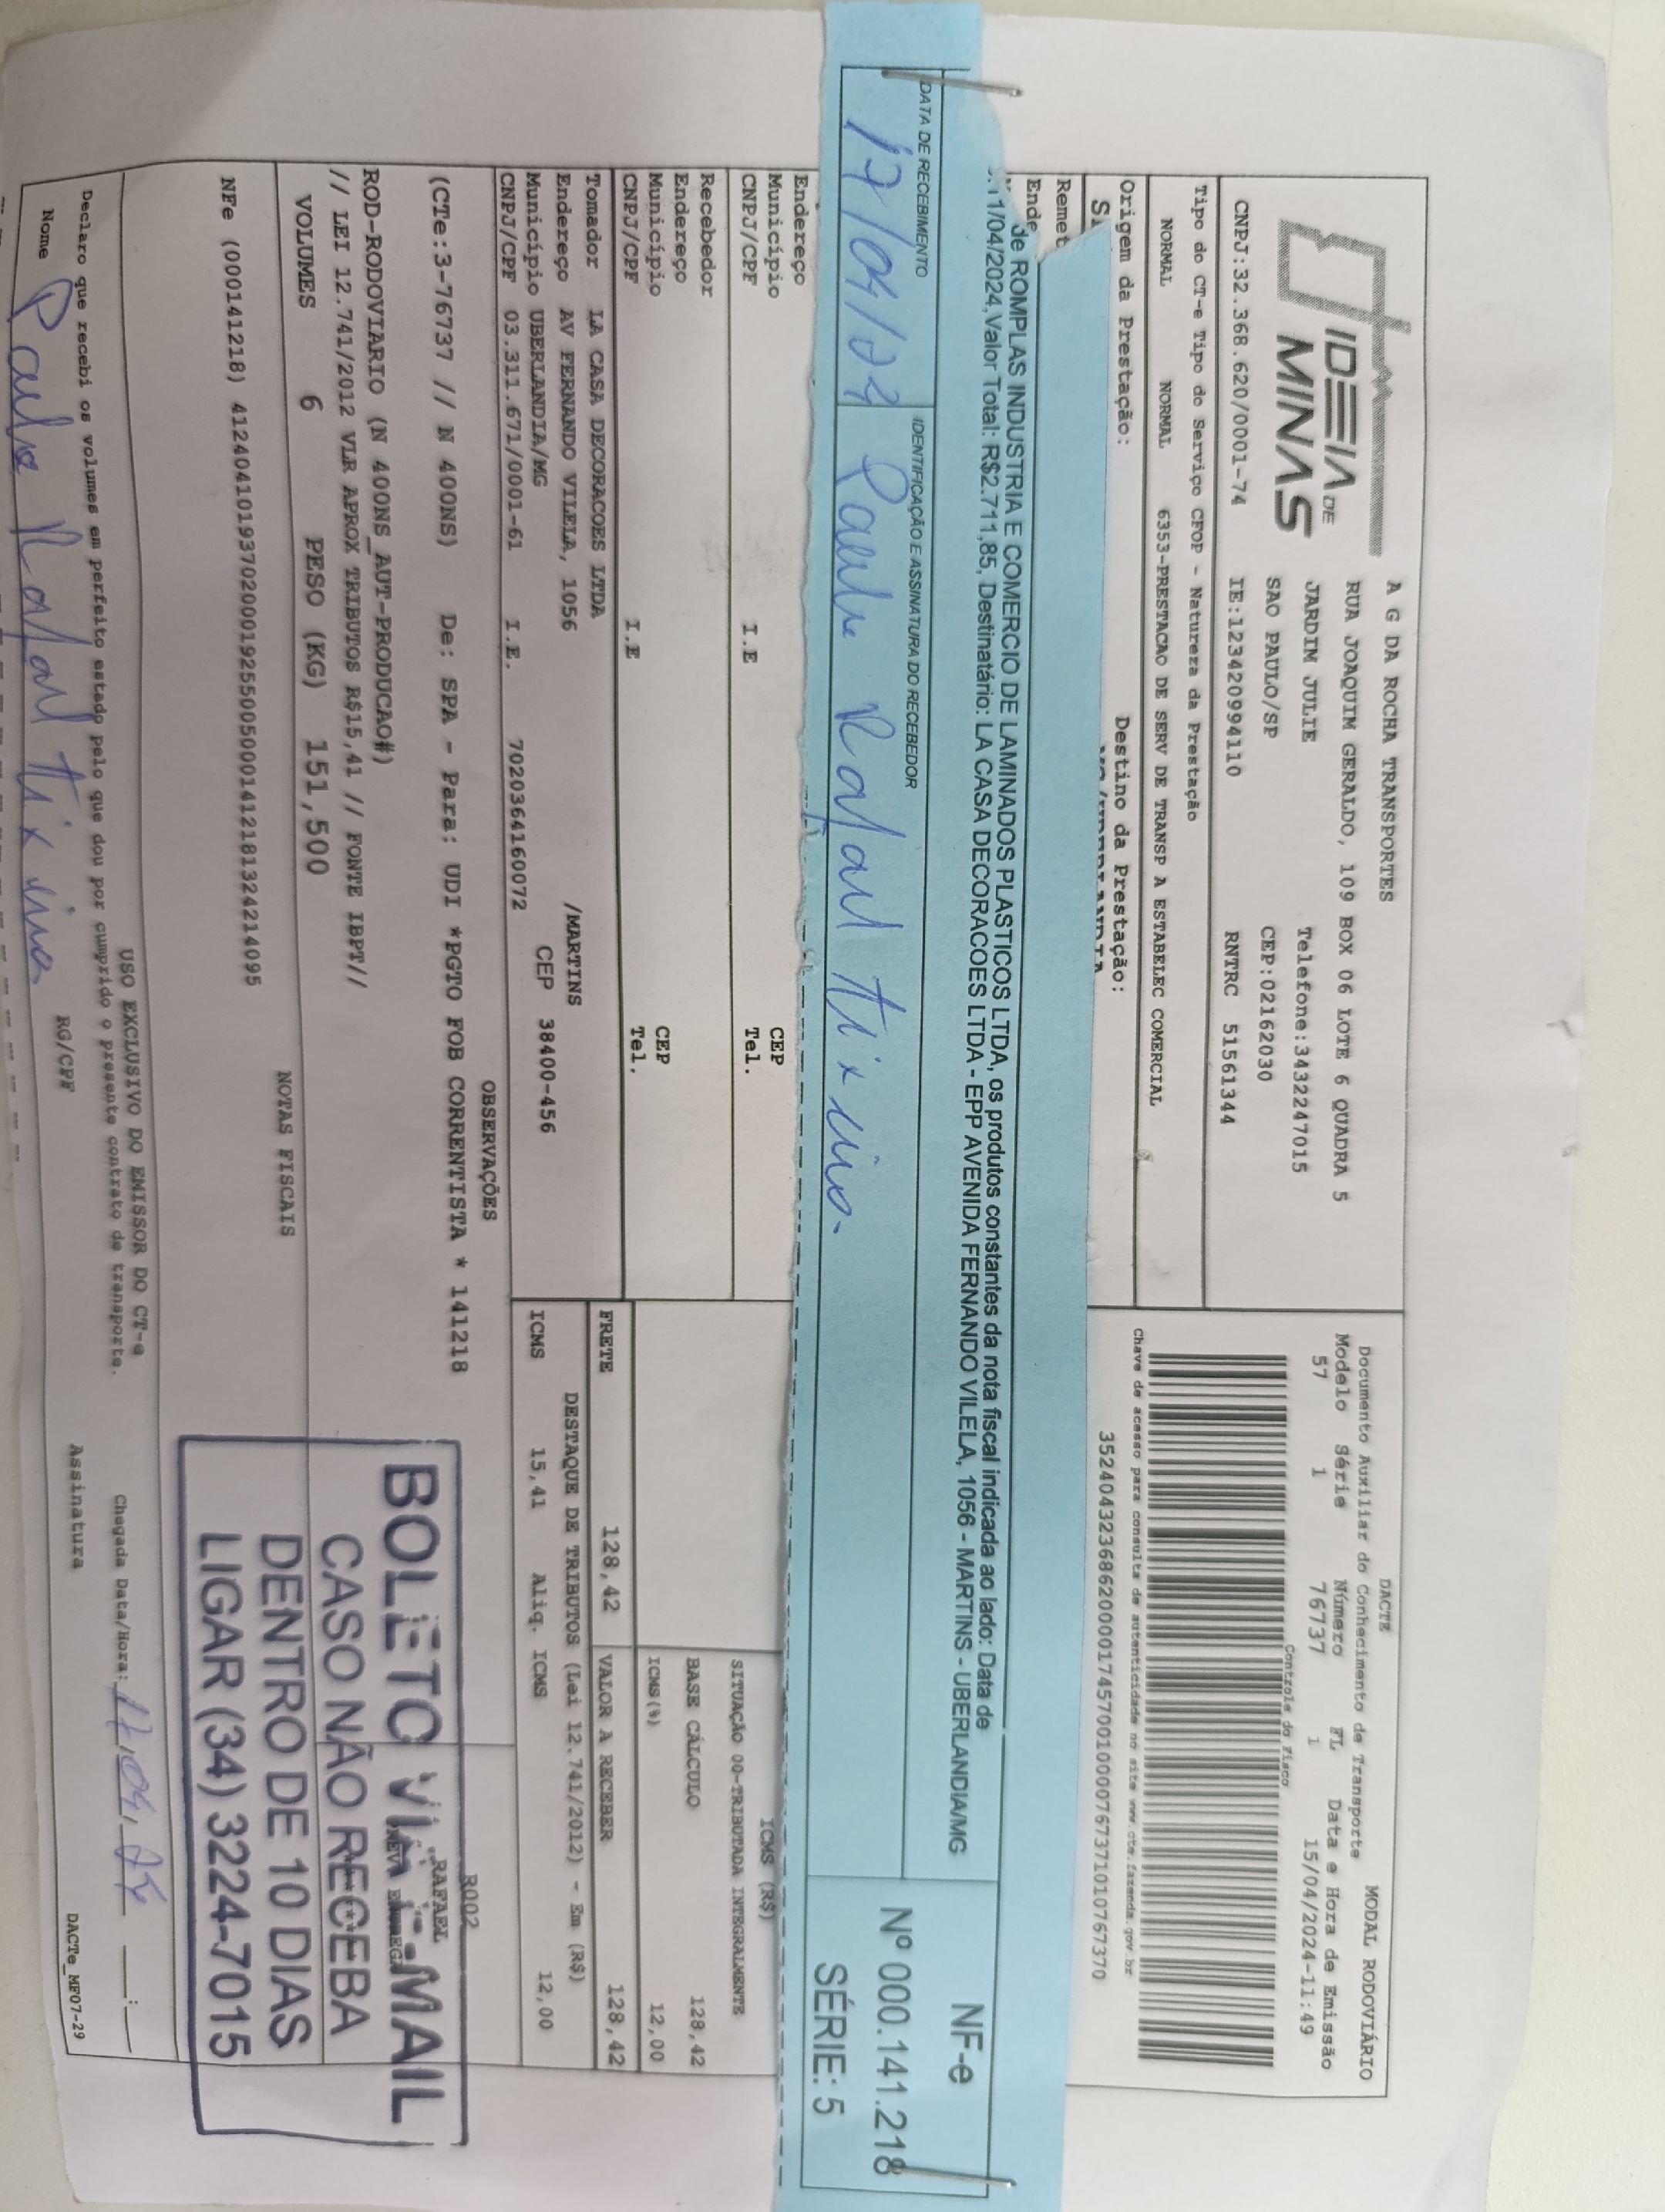 IDEIA DE
MINAS
A G DA ROCHA TRANSPORTES
RUA JOAQUIM GERALDO, 109 BOX 06 LOTE 6 QUADRA 5
JARDIM JULIE Telefone:3432247015
SAO PAULO/SP CEP:02162030
CNPJ:32.368.620/0001-74 IE:123420994110 RNTRC 51561344
DACTE MODAL RODOVIÁRIO
Documento Auxiliar do Conhecimento de Transporte
Modelo Série Número FL Data e Hora de Emissão
57 1 76737 1 15/04/2024-11:49
Controle do Fisco
Tipo do CT-e Tipo do Serviço CFOP - Natureza da Prestação
NORMAL NORMAL 6353-PRESTACAO DE SERV DE TRANSP A ESTABELEC COMERCIAL
Chave de acesso para consulta de autenticidade no site www.cte.fazenda.gov.br
35240432368620000174570010000767371010767370
Origem da Prestação: Destino da Prestação:
Remet
Ende
de ROMPLAS INDUSTRIA E COMERCIO DE LAMINADOS PLASTICOS LTDA, os produtos constantes da nota fiscal indicada ao lado: Data de
11/04/2024, Valor Total: R$2.711,85, Destinatário: LA CASA DECORACOES LTDA - EPP AVENIDA FERNANDO VILELA, 1056 - MARTINS - UBERLANDIA/MG
NF-e
Nº 000.141.218
SÉRIE: 5
DATA DE RECEBIMENTO IDENTIFICAÇÃO E ASSINATURA DO RECEBEDOR
17/04/24
Endereço
Município CEP
CNPJ/CPF I.E Tel.
Recebedor
Endereço
Município CEP
CNPJ/CPF I.E Tel.
ICMS (R$)
SITUAÇÃO 00-TRIBUTADA INTEGRALMENTE
BASE CÁLCULO 128,42
ICMS(%) 12,00
Tomador LA CASA DECORACOES LTDA
Endereço AV FERNANDO VILELA, 1056 /MARTINS
Município UBERLANDIA/MG CEP 38400-456
CNPJ/CPF 03.311.671/0001-61 I.E. 7020364160072
FRETE 128,42 VALOR A RECEBER 128,42
DESTAQUE DE TRIBUTOS (Lei 12.741/2012) - Em (R$)
ICMS 15,41 Aliq. ICMS 12,00
OBSERVAÇÕES
(CTe:3-76737 // N 400NS) De: SPA - Para: UDI *PGTO FOB CORRENTISTA * 141218
ROD-RODOVIARIO (N 400NS_AUT-PRODUCAO#)
// LEI 12.741/2012 VLR APROX TRIBUTOS R$15,41 // FONTE IBPT//
R002
RAFAEL
VOLUMES 6 PESO (KG) 151,500
NOTAS FISCAIS
NFe (000141218) 41240410193702000192550050001412181324214095
BOLETO VIA E-MAIL
CASO NÃO RECEBA
DENTRO DE 10 DIAS
LIGAR (34) 3224-7015
USO EXCLUSIVO DO EMISSOR DO CT-e
Declaro que recebi os volumes em perfeito estado pelo que dou por cumprido o presente contrato de transporte.
Chegada Data/Hora: 17/04/24 __:__
Nome RG/CPF Assinatura
DACTe_MF07-29